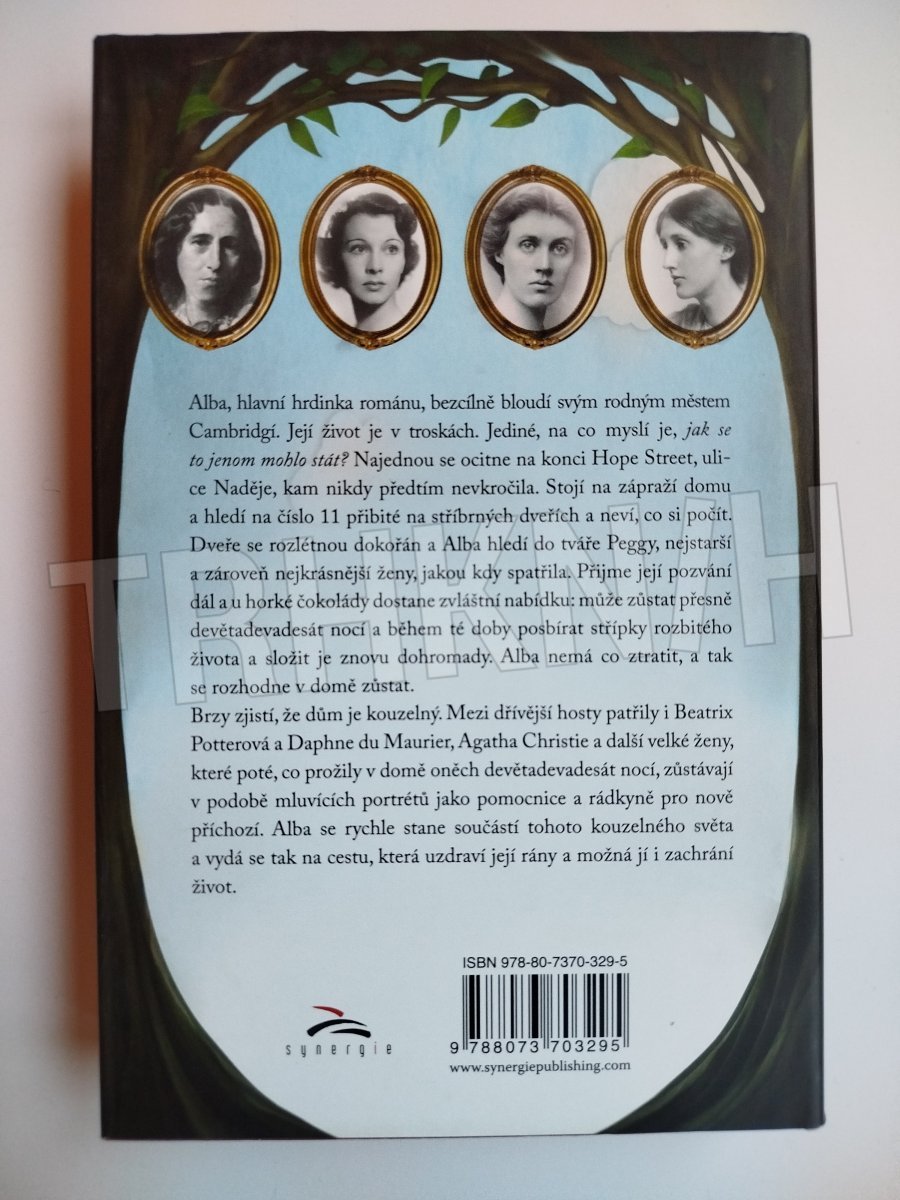 Alba, hlavní hrdinka románu, bezcílně bloudí svým rodným městem
Cambridgí. Její život je v troskách. Jediné, na co myslí je, jak se
to jenom mohlo stát? Najednou se ocitne na konci Hope Street, uli-
ce Naděje, kam nikdy předtím nevkročila. Stojí na zápraží domu
a hledí na číslo 11 přibité na stříbrných dveřích a neví, co si počít.
Dveře se rozlétnou dokořán a Alba hledí do tváře Peggy, nejstarší
a zároveň nejkrásnější ženy, jakou kdy spatřila. Přijme její pozvání
dál a u horké čokolády dostane zvláštní nabídku: může zůstat přesně
devětadevadesát nocí a během té doby posbírat střípky rozbitého
života a složit je znovu dohromady. Alba nemá co ztratit, a tak
se rozhodne v domě zůstat.
Brzy zjistí, že dům je kouzelný. Mezi dřívější hosty patřily i Beatrix
Potterová a Daphne du Maurier, Agatha Christie a další velké ženy,
které poté, co prožily v domě oněch devětadevadesát nocí, zůstávají
v podobě mluvících portrétů jako pomocnice a rádkyně pro nově
příchozí. Alba se rychle stane součástí tohoto kouzelného světa
a vydá se tak na cestu, která uzdraví její rány a možná jí i zachrání
život.
ISBN 978-80-7370-329-5
9 788073 703295
www.synergiepublishing.com
synergie
TRHKNIH